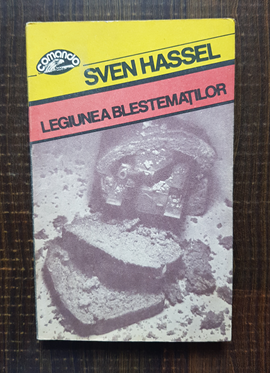 comando
SVEN HASSEL
LEGIUNEA BLESTEMAȚILOR